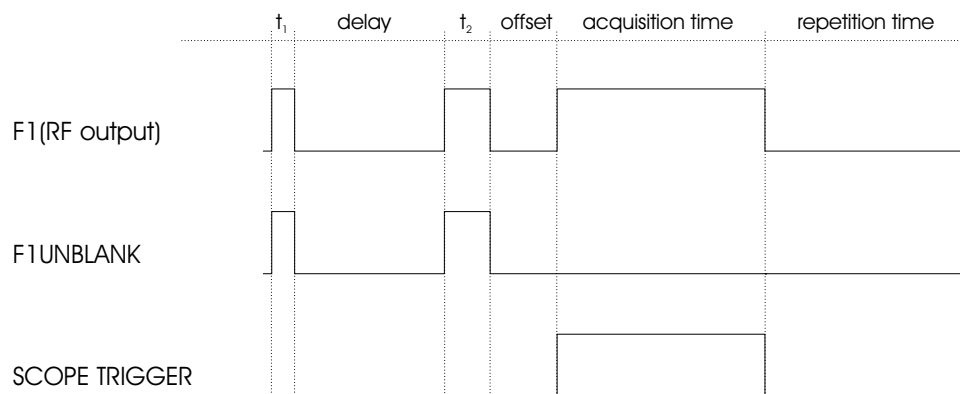 t₁ delay t₂ offset acquisition time repetition time
F1(RF output)
F1UNBLANK
SCOPE TRIGGER